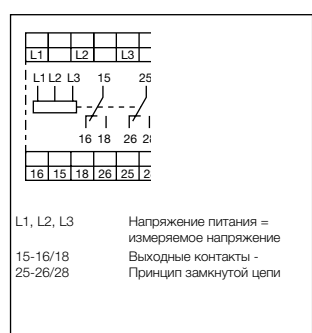 L1 L2 L3
L1 L2 L3 15 25
16 18 26
16 15 18 26 25
L1, L2, L3 Напряжение питания =
измеряемое напряжение
15-16/18 Выходные контакты -
25-26/28 Принцип замкнутой цепи